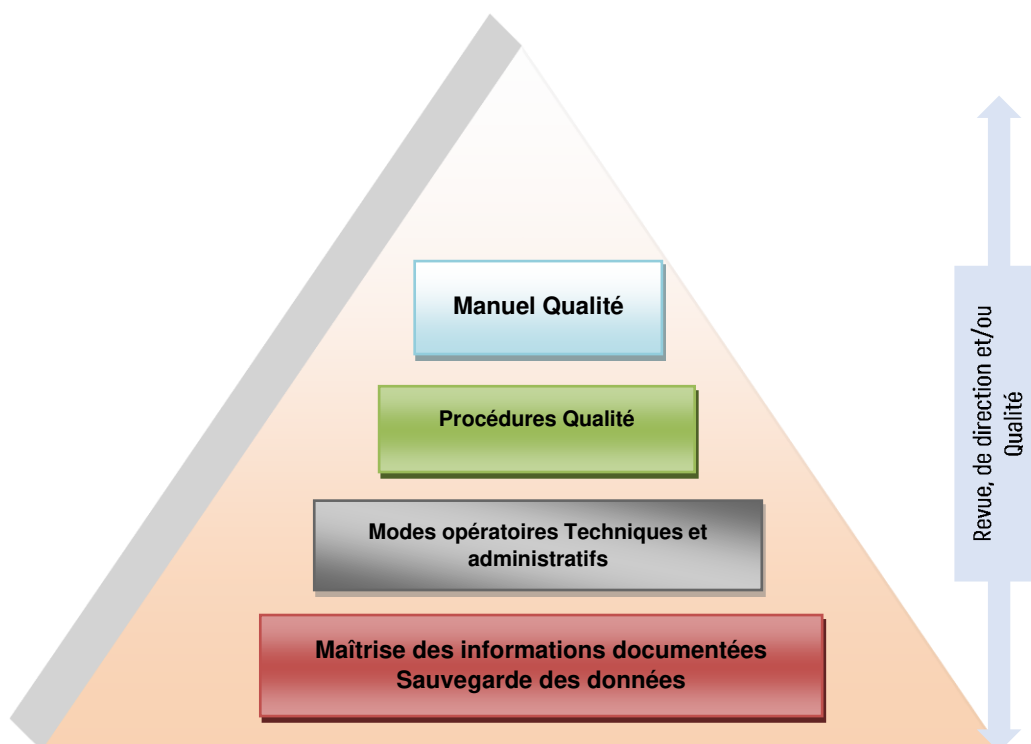 Manuel Qualité
Procédures Qualité
Modes opératoires Techniques et
administratifs
Maîtrise des informations documentées
Sauvegarde des données
Revue, de direction et/ou
Qualité